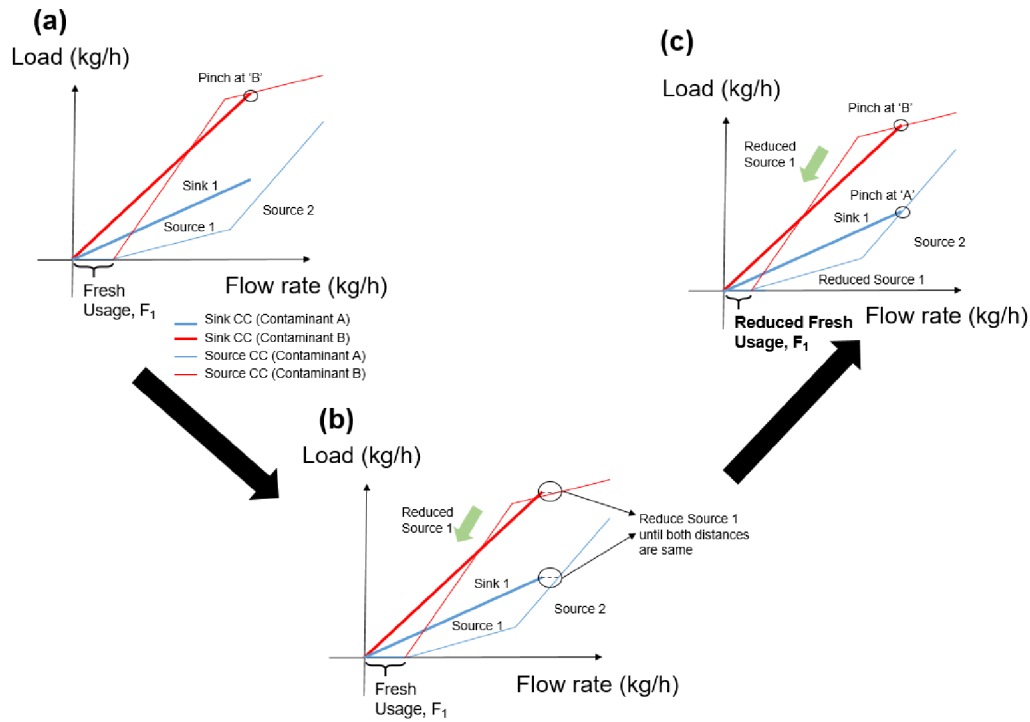 (a)
Load (kg/h)
Pinch at 'B'
Sink 1
Source 2
Source 1
Flow rate (kg/h)
Fresh
Usage, F1
Sink CC (Contaminant A)
Sink CC (Contaminant B)
Source CC (Contaminant A)
Source CC (Contaminant B)
(b)
Load (kg/h)
Reduced
Source 1
Reduce Source 1
until both distances
are same
Sink 1
Source 2
Source 1
Flow rate (kg/h)
Fresh
Usage, F1
(c)
Load (kg/h)
Pinch at 'B'
Reduced
Source 1
Pinch at 'A'
Sink 1
Source 2
Reduced Source 1
Flow rate (kg/h)
Reduced Fresh
Usage, F1